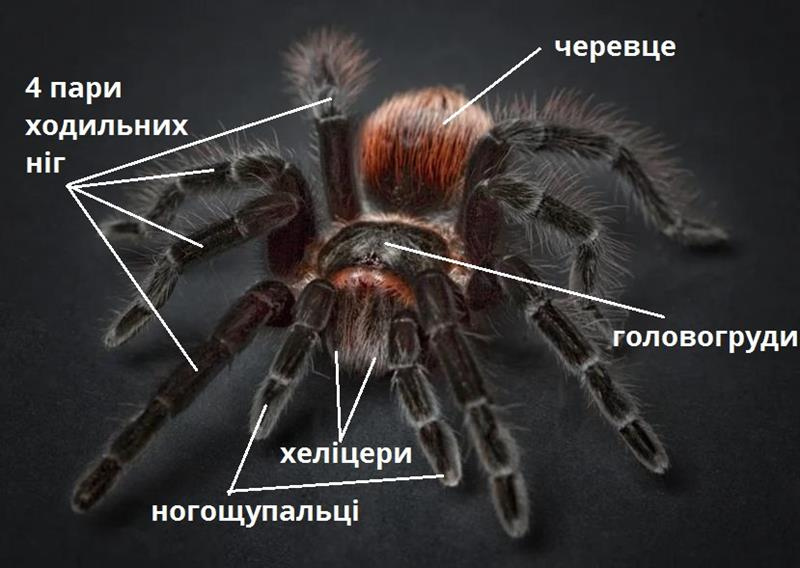 черевце
4 пари
ходильних
ніг
головогруди
хеліцери
ногощупальці